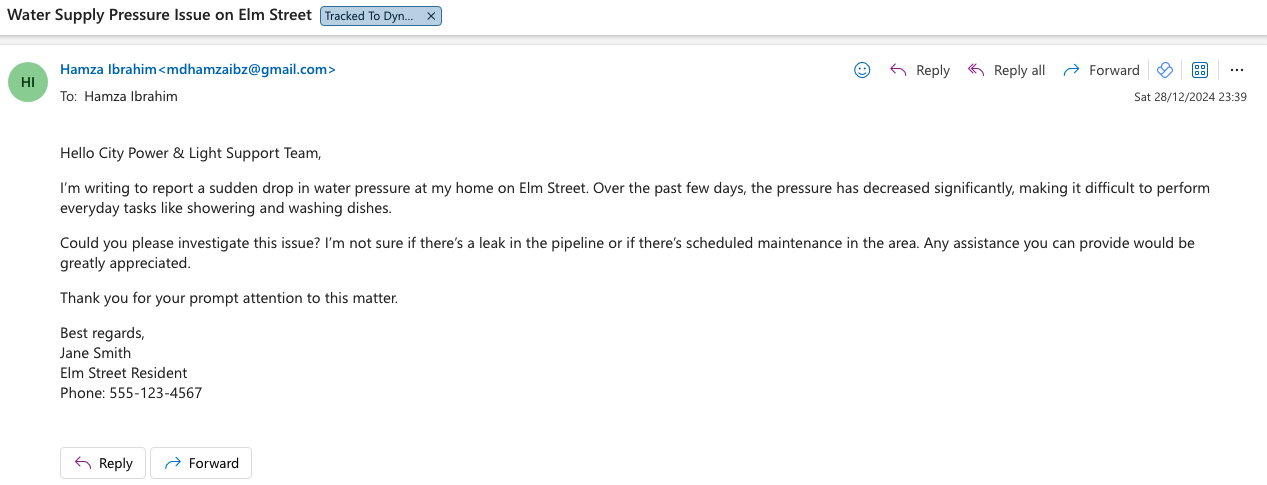 Water Supply Pressure Issue on Elm Street Tracked To Dyn...
HI
Hamza Ibrahim<mdhamzaibz@gmail.com>
Reply Reply all Forward
To: Hamza Ibrahim
Sat 28/12/2024 23:39
Hello City Power & Light Support Team,
I’m writing to report a sudden drop in water pressure at my home on Elm Street. Over the past few days, the pressure has decreased significantly, making it difficult to perform
everyday tasks like showering and washing dishes.
Could you please investigate this issue? I’m not sure if there’s a leak in the pipeline or if there’s scheduled maintenance in the area. Any assistance you can provide would be
greatly appreciated.
Thank you for your prompt attention to this matter.
Best regards,
Jane Smith
Elm Street Resident
Phone: 555-123-4567
Reply Forward